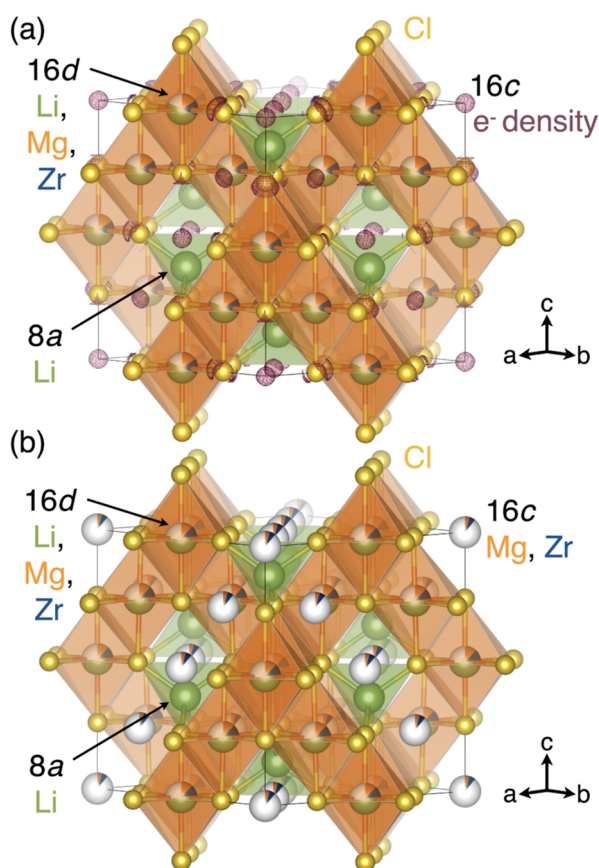 (a)
Cl
16d
Li,
Mg,
Zr
16c
e- density
8a
Li
c
a
b
(b)
Cl
16d
Li,
Mg,
Zr
16c
Mg, Zr
8a
Li
c
a
b